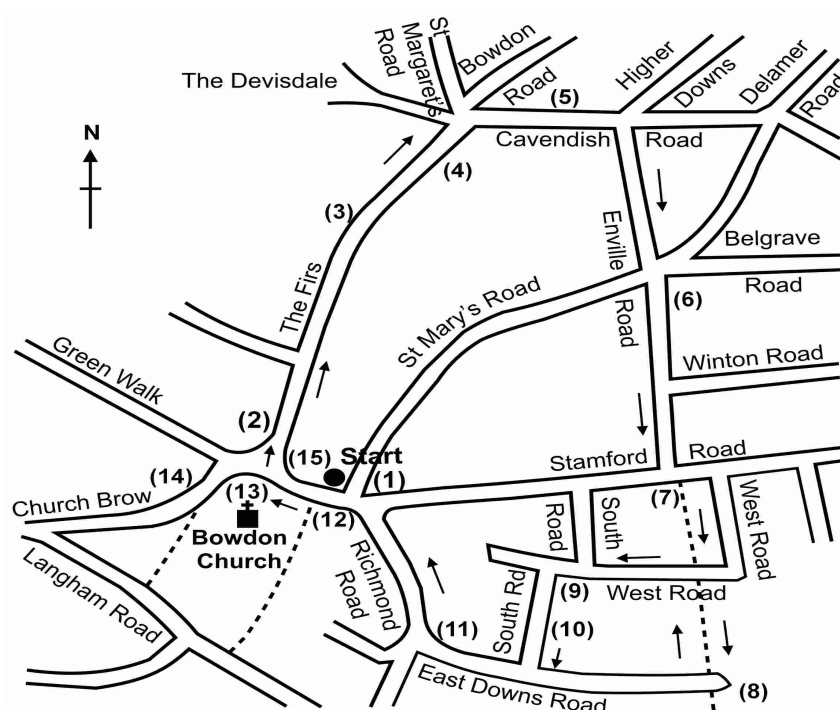 St
Margaret's
Road
Bowdon
Road
The Devisdale
(5)
Higher
Downs
Delamer
Road
N
Cavendish
Road
(4)
(3)
Enville
Road
Belgrave
Road
The Firs
St Mary's Road
(6)
Winton Road
Green Walk
(2)
(15) Start
(1)
Stamford
Road
(14)
(13)
(12)
Church Brow
Bowdon
Church
Langham Road
Richmond
Road
South
Road
(7)
West Road
West Road
(9)
(10)
South Rd
(11)
East Downs Road
(8)